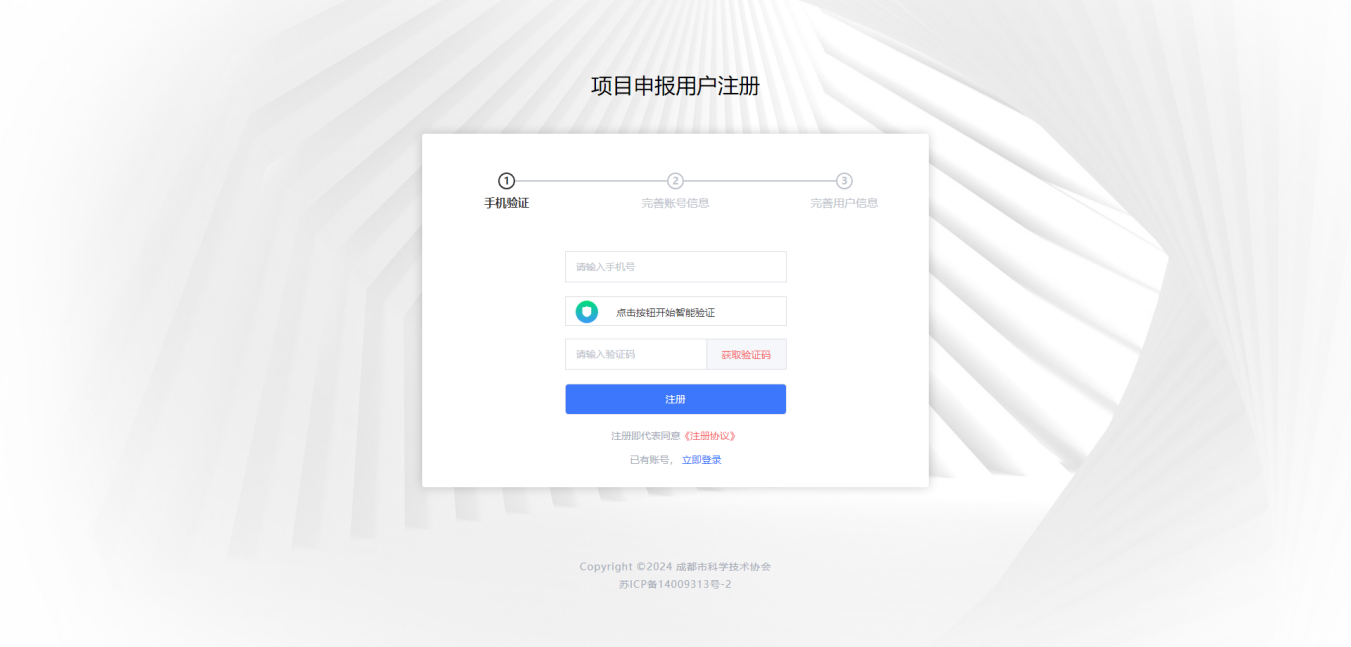 项目申报用户注册
1 2 3
手机验证 完善账号信息 完善用户信息
请输入手机号
点击按钮开始智能验证
请输入验证码 获取验证码
注册
注册即代表同意《注册协议》
已有账号， 立即登录
Copyright ©2024 成都市科学技术协会
苏ICP备14009313号-2